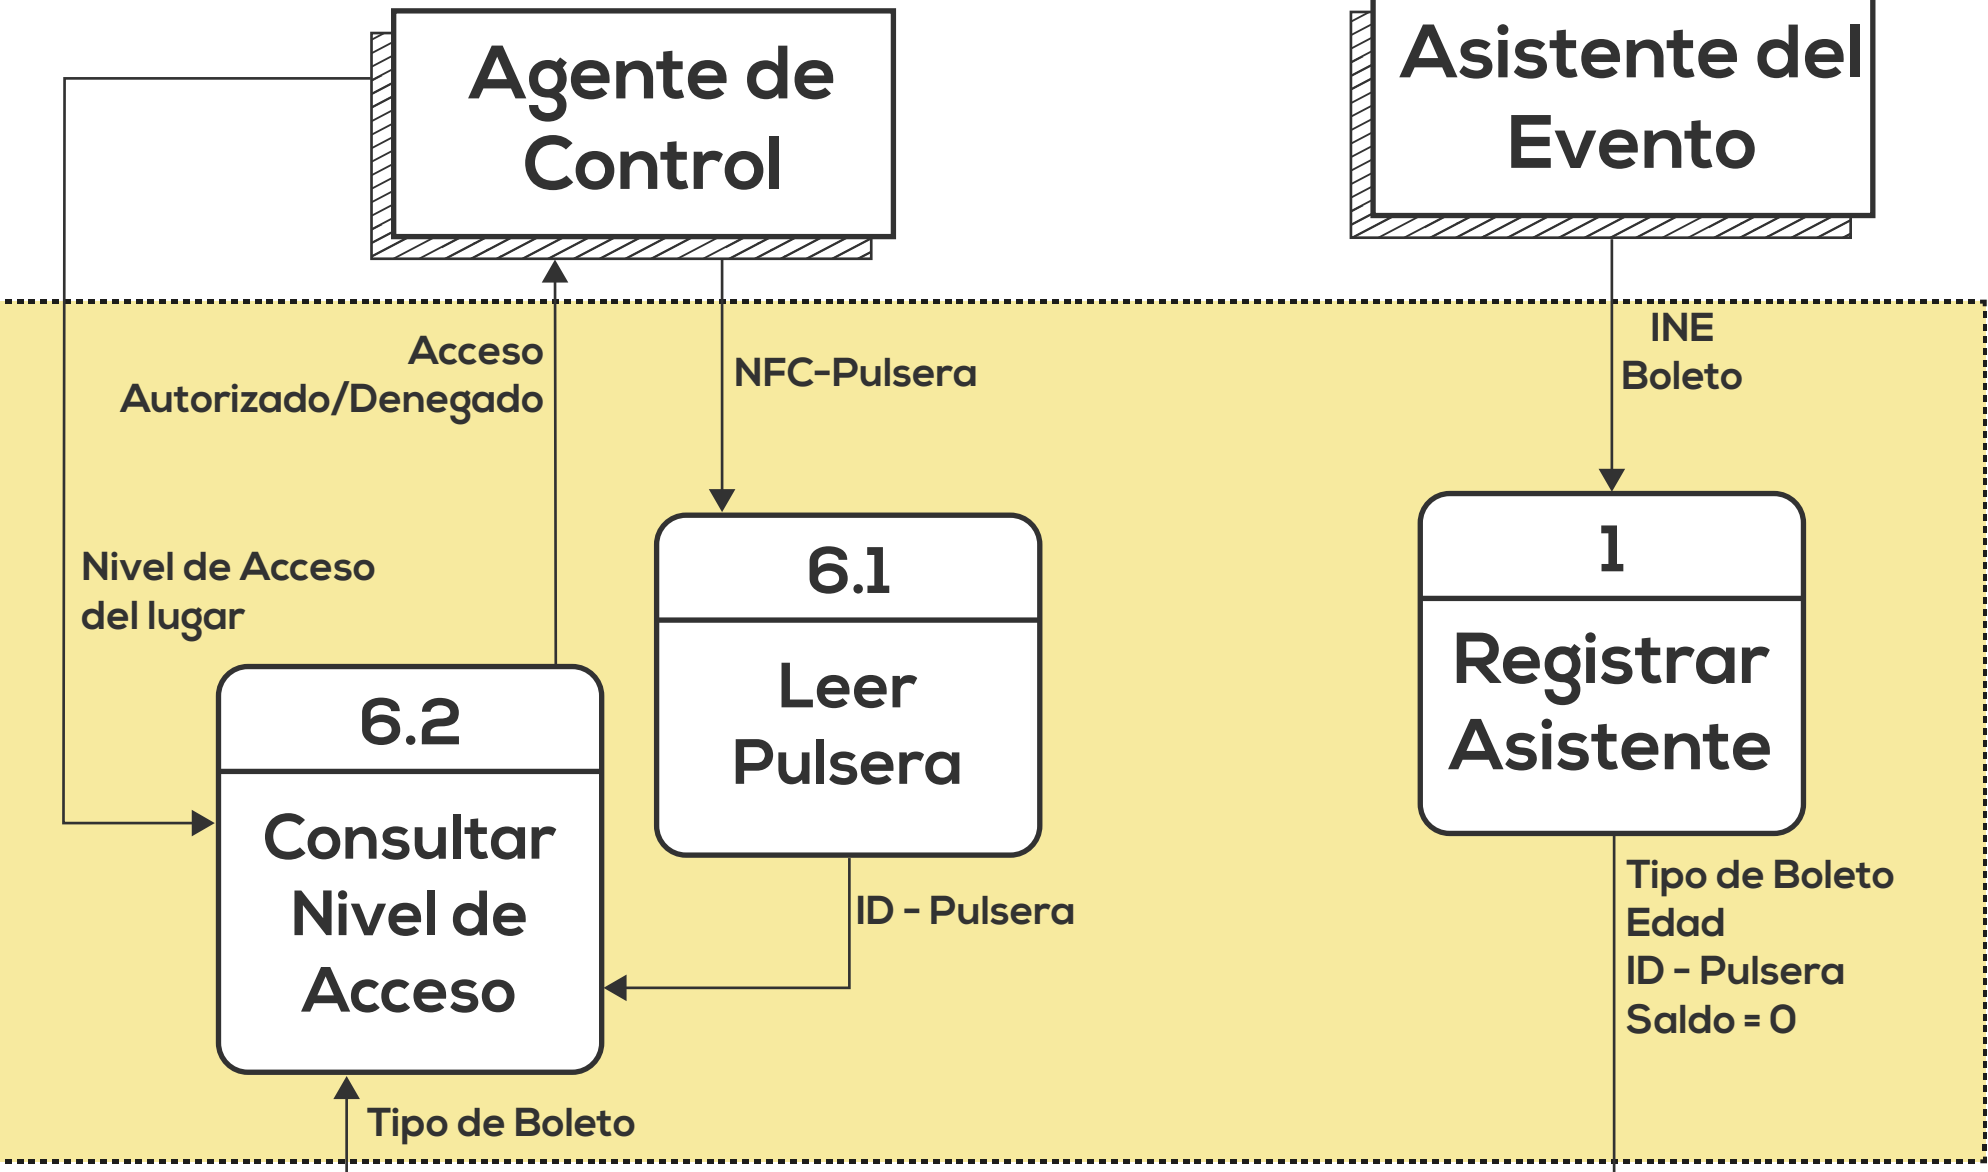 Agente de
Control
Asistente del
Evento
Acceso
Autorizado/Denegado
NFC-Pulsera
INE
Boleto
Nivel de Acceso
del lugar
6.1
Leer
Pulsera
1
Registrar
Asistente
6.2
Consultar
Nivel de
Acceso
ID - Pulsera
Tipo de Boleto
Edad
ID - Pulsera
Saldo = 0
Tipo de Boleto